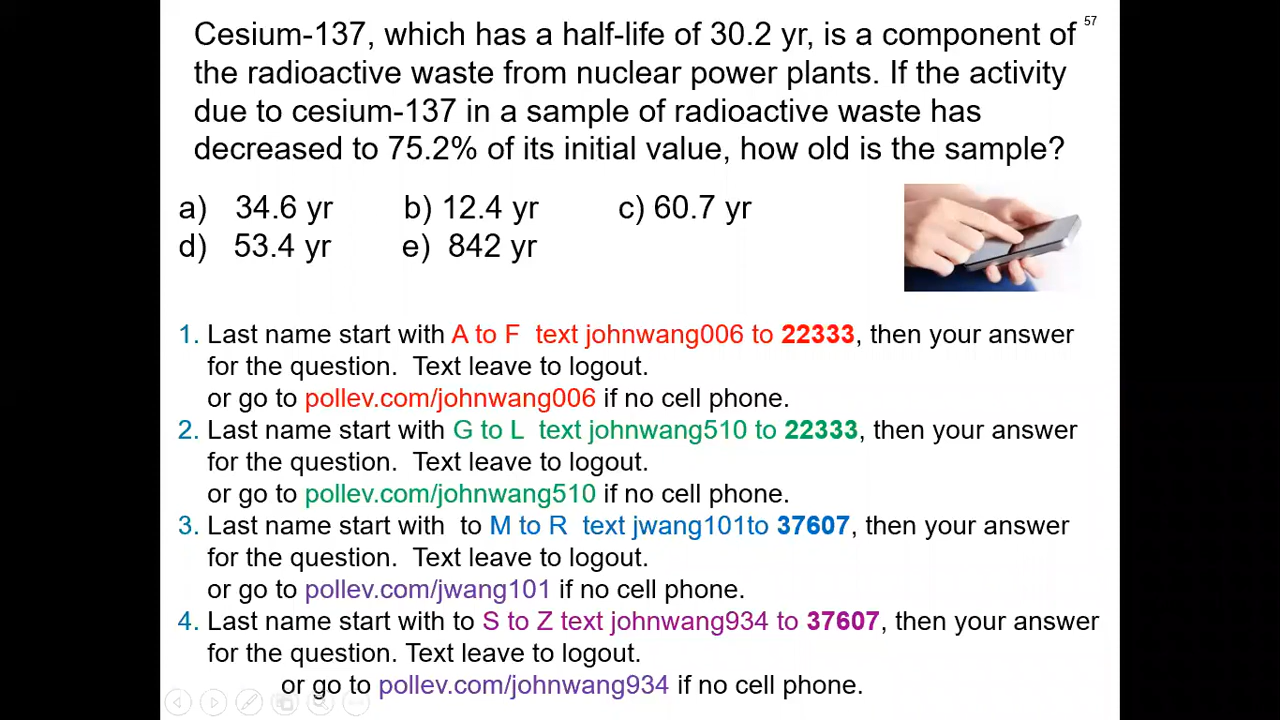 57
Cesium-137, which has a half-life of 30.2 yr, is a component of
the radioactive waste from nuclear power plants. If the activity
due to cesium-137 in a sample of radioactive waste has
decreased to 75.2% of its initial value, how old is the sample?
a) 34.6 yr b) 12.4 yr c) 60.7 yr
d) 53.4 yr e) 842 yr
1. Last name start with A to F text johnwang006 to 22333, then your answer
for the question. Text leave to logout.
or go to pollev.com/johnwang006 if no cell phone.
2. Last name start with G to L text johnwang510 to 22333, then your answer
for the question. Text leave to logout.
or go to pollev.com/johnwang510 if no cell phone.
3. Last name start with to M to R text jwang101to 37607, then your answer
for the question. Text leave to logout.
or go to pollev.com/jwang101 if no cell phone.
4. Last name start with to S to Z text johnwang934 to 37607, then your answer
for the question. Text leave to logout.
or go to pollev.com/johnwang934 if no cell phone.